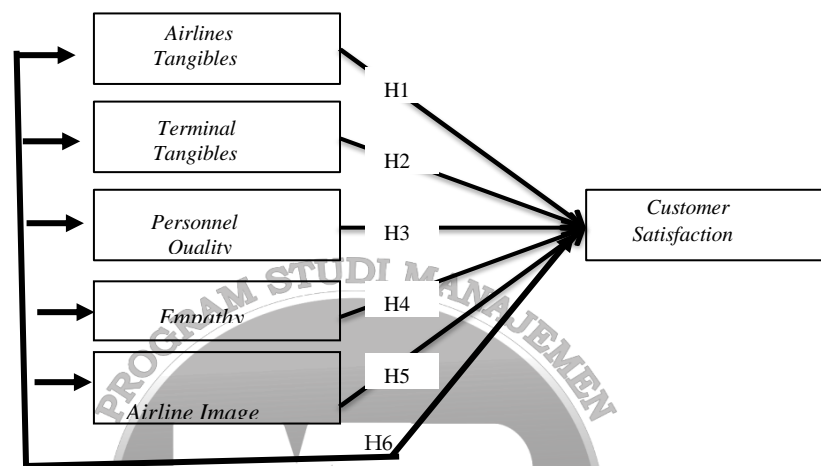 Airlines
Tangibles
H1
Terminal
Tangibles
H2
Personnel
Quality
H3
Customer
Satisfaction
Empathy
H4
Airline Image
H5
H6
PROGRAM STUDI MANAJEMEN